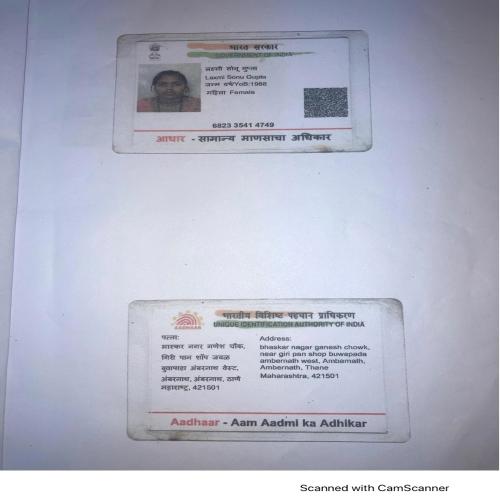 भारत सरकार
GOVERNMENT OF INDIA
लक्ष्मी सोनू गुप्ता
Laxmi Sonu Gupta
जन्म वर्ष/YoB:1988
महिला Female
6823 3541 4749
आधार - सामान्य माणसाचा अधिकार
भारतीय विशिष्ट पहचान प्राधिकरण
UNIQUE IDENTIFICATION AUTHORITY OF INDIA
AADHAAR
पत्ता:
भास्कर नगर गणेश चौक,
गिरी पान शॉप जवळ
बुवापाडा अंबरनाथ वेस्ट,
अंबरनाथ, अंबरनाथ, ठाणे
महाराष्ट्र, 421501
Address:
bhaskar nagar ganesh chowk,
near giri pan shop buwapada
ambernath west, Ambarnath,
Ambernath, Thane
Maharashtra, 421501
Aadhaar - Aam Aadmi ka Adhikar
Scanned with CamScanner